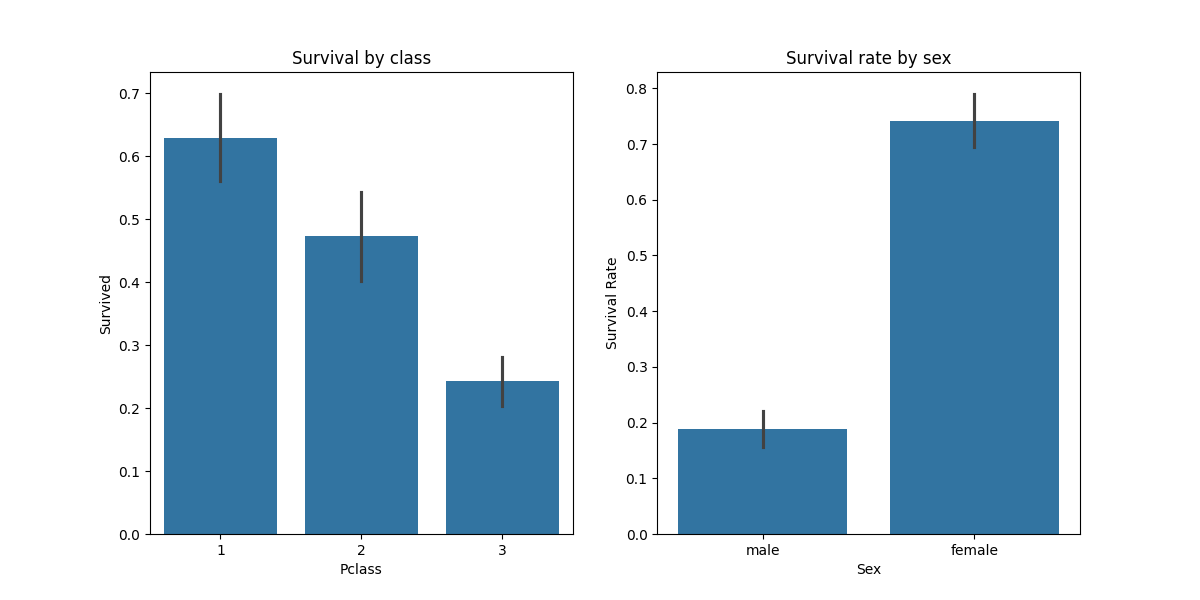 Survival by class
0.7
0.6
0.5
0.4
0.3
0.2
0.1
0.0
Survived
1 2 3
Pclass
Survival rate by sex
0.8
0.7
0.6
0.5
0.4
0.3
0.2
0.1
0.0
Survival Rate
male female
Sex